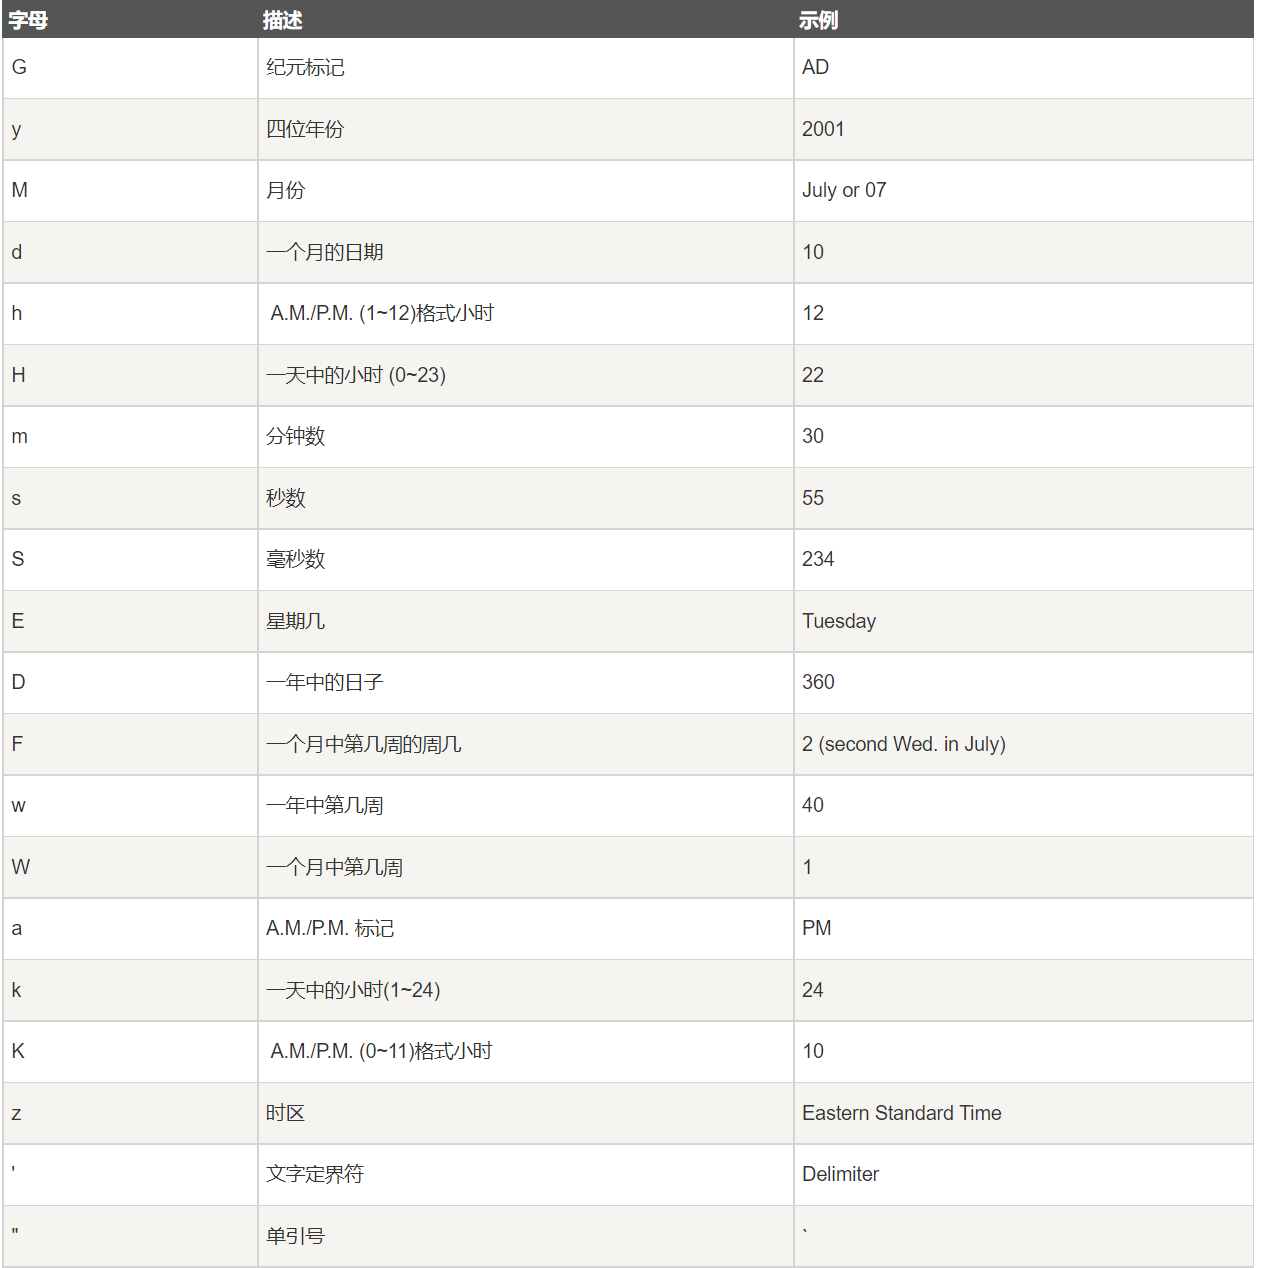 字母 描述 示例
G 纪元标记 AD
y 四位年份 2001
M 月份 July or 07
d 一个月的日期 10
h A.M./P.M. (1~12)格式小时 12
H 一天中的小时 (0~23) 22
m 分钟数 30
s 秒数 55
S 毫秒数 234
E 星期几 Tuesday
D 一年中的日子 360
F 一个月中第几周的周几 2 (second Wed. in July)
w 一年中第几周 40
W 一个月中第几周 1
a A.M./P.M. 标记 PM
k 一天中的小时(1~24) 24
K A.M./P.M. (0~11)格式小时 10
z 时区 Eastern Standard Time
' 文字定界符 Delimiter
" 单引号 `